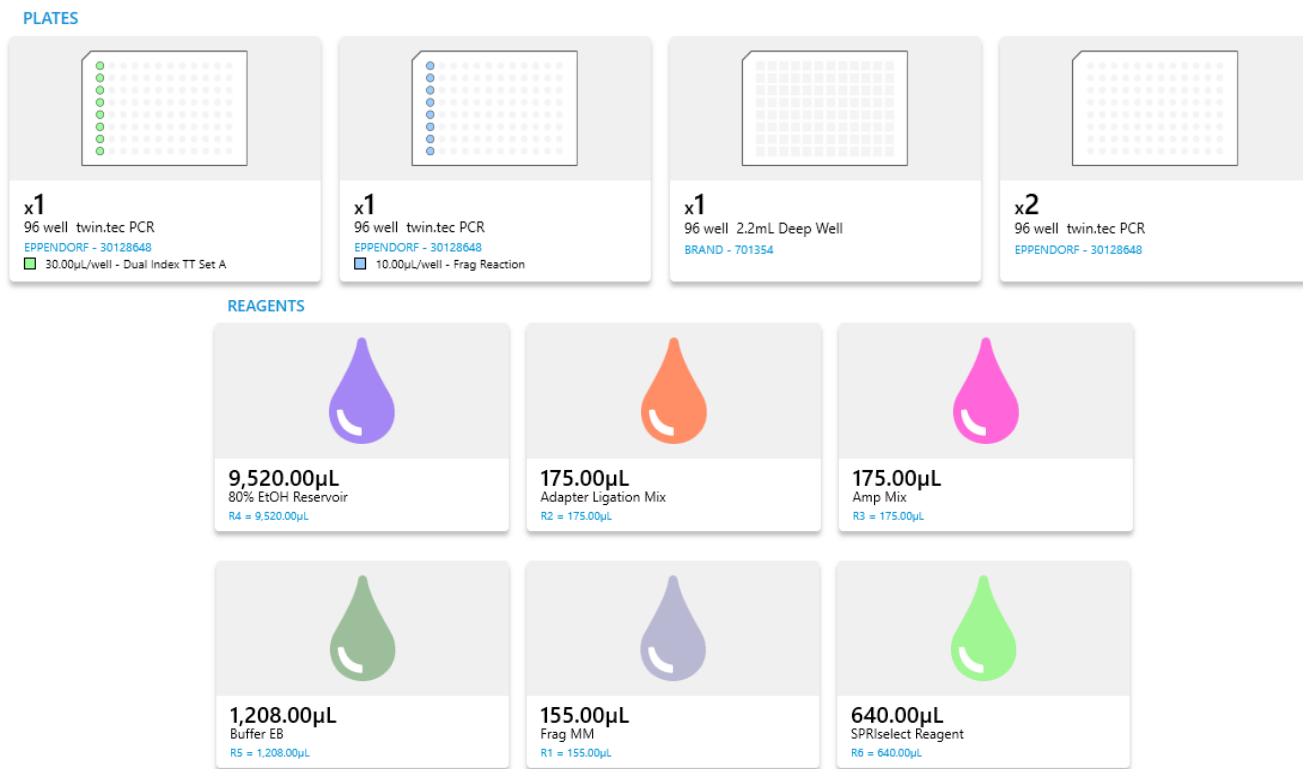 PLATES
x1
96 well twin.tec PCR
EPPENDORF - 30128648
30.00µL/well - Dual Index TT Set A
x1
96 well twin.tec PCR
EPPENDORF - 30128648
10.00µL/well - Frag Reaction
x1
96 well 2.2mL Deep Well
BRAND - 701354
x2
96 well twin.tec PCR
EPPENDORF - 30128648
REAGENTS
9,520.00µL
80% EtOH Reservoir
R4 = 9,520.00µL
175.00µL
Adapter Ligation Mix
R2 = 175.00µL
175.00µL
Amp Mix
R3 = 175.00µL
1,208.00µL
Buffer EB
R5 = 1,208.00µL
155.00µL
Frag MM
R1 = 155.00µL
640.00µL
SPRIselect Reagent
R6 = 640.00µL